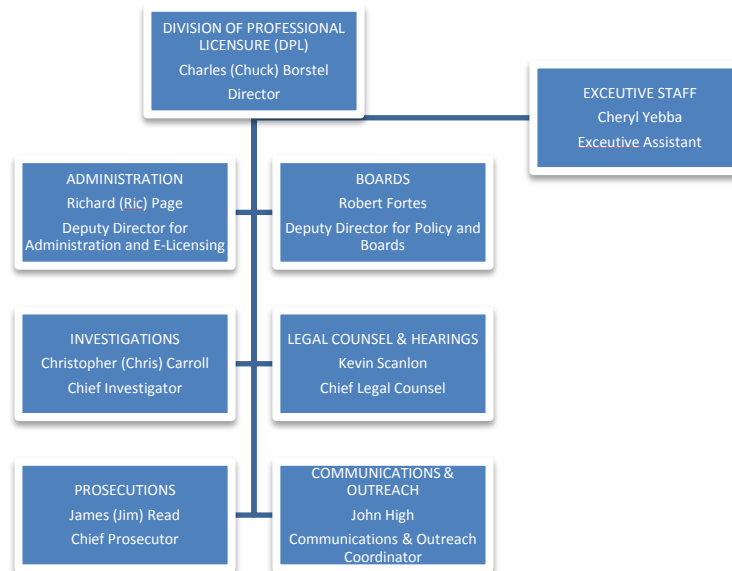 DIVISION OF PROFESSIONAL
LICENSURE (DPL)
Charles (Chuck) Borstel
Director
EXCEUTIVE STAFF
Cheryl Yebba
Exceutive Assistant
ADMINISTRATION
Richard (Ric) Page
Deputy Director for
Administration and E-Licensing
BOARDS
Robert Fortes
Deputy Director for Policy and
Boards
INVESTIGATIONS
Christopher (Chris) Carroll
Chief Investigator
LEGAL COUNSEL & HEARINGS
Kevin Scanlon
Chief Legal Counsel
PROSECUTIONS
James (Jim) Read
Chief Prosecutor
COMMUNICATIONS &
OUTREACH
John High
Communications & Outreach
Coordinator